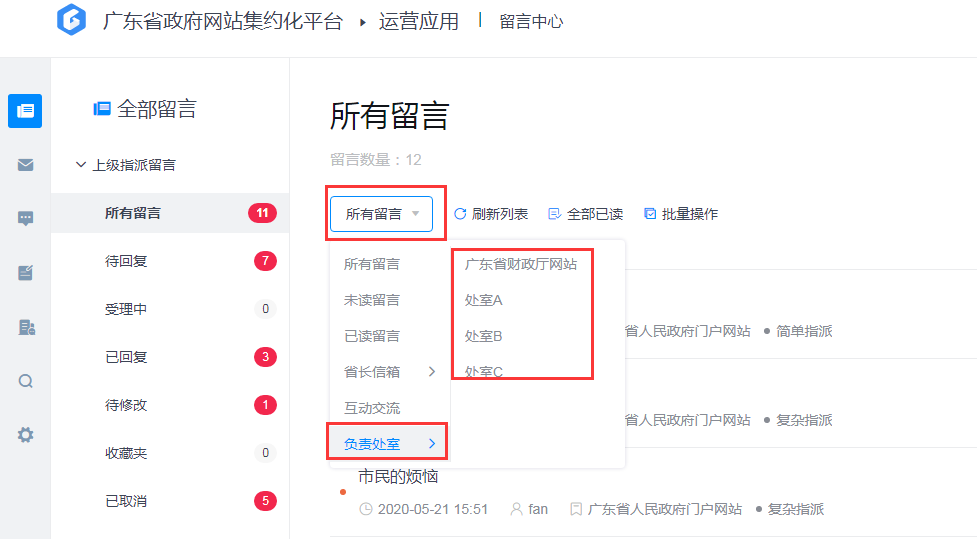 广东省政府网站集约化平台 ▸ 运营应用 | 留言中心
全部留言
上级指派留言
所有留言 11
待回复 7
受理中 0
已回复 3
待修改 1
收藏夹 0
已取消 5
所有留言
留言数量：12
所有留言 刷新列表 全部已读 批量操作
所有留言
未读留言
已读留言
省长信箱
互动交流
负责处室
广东省财政厅网站
处室A
处室B
处室C
省人民政府门户网站 ● 简单指派
省人民政府门户网站 ● 复杂指派
市民的烦恼
2020-05-21 15:51 fan 广东省人民政府门户网站 ● 复杂指派